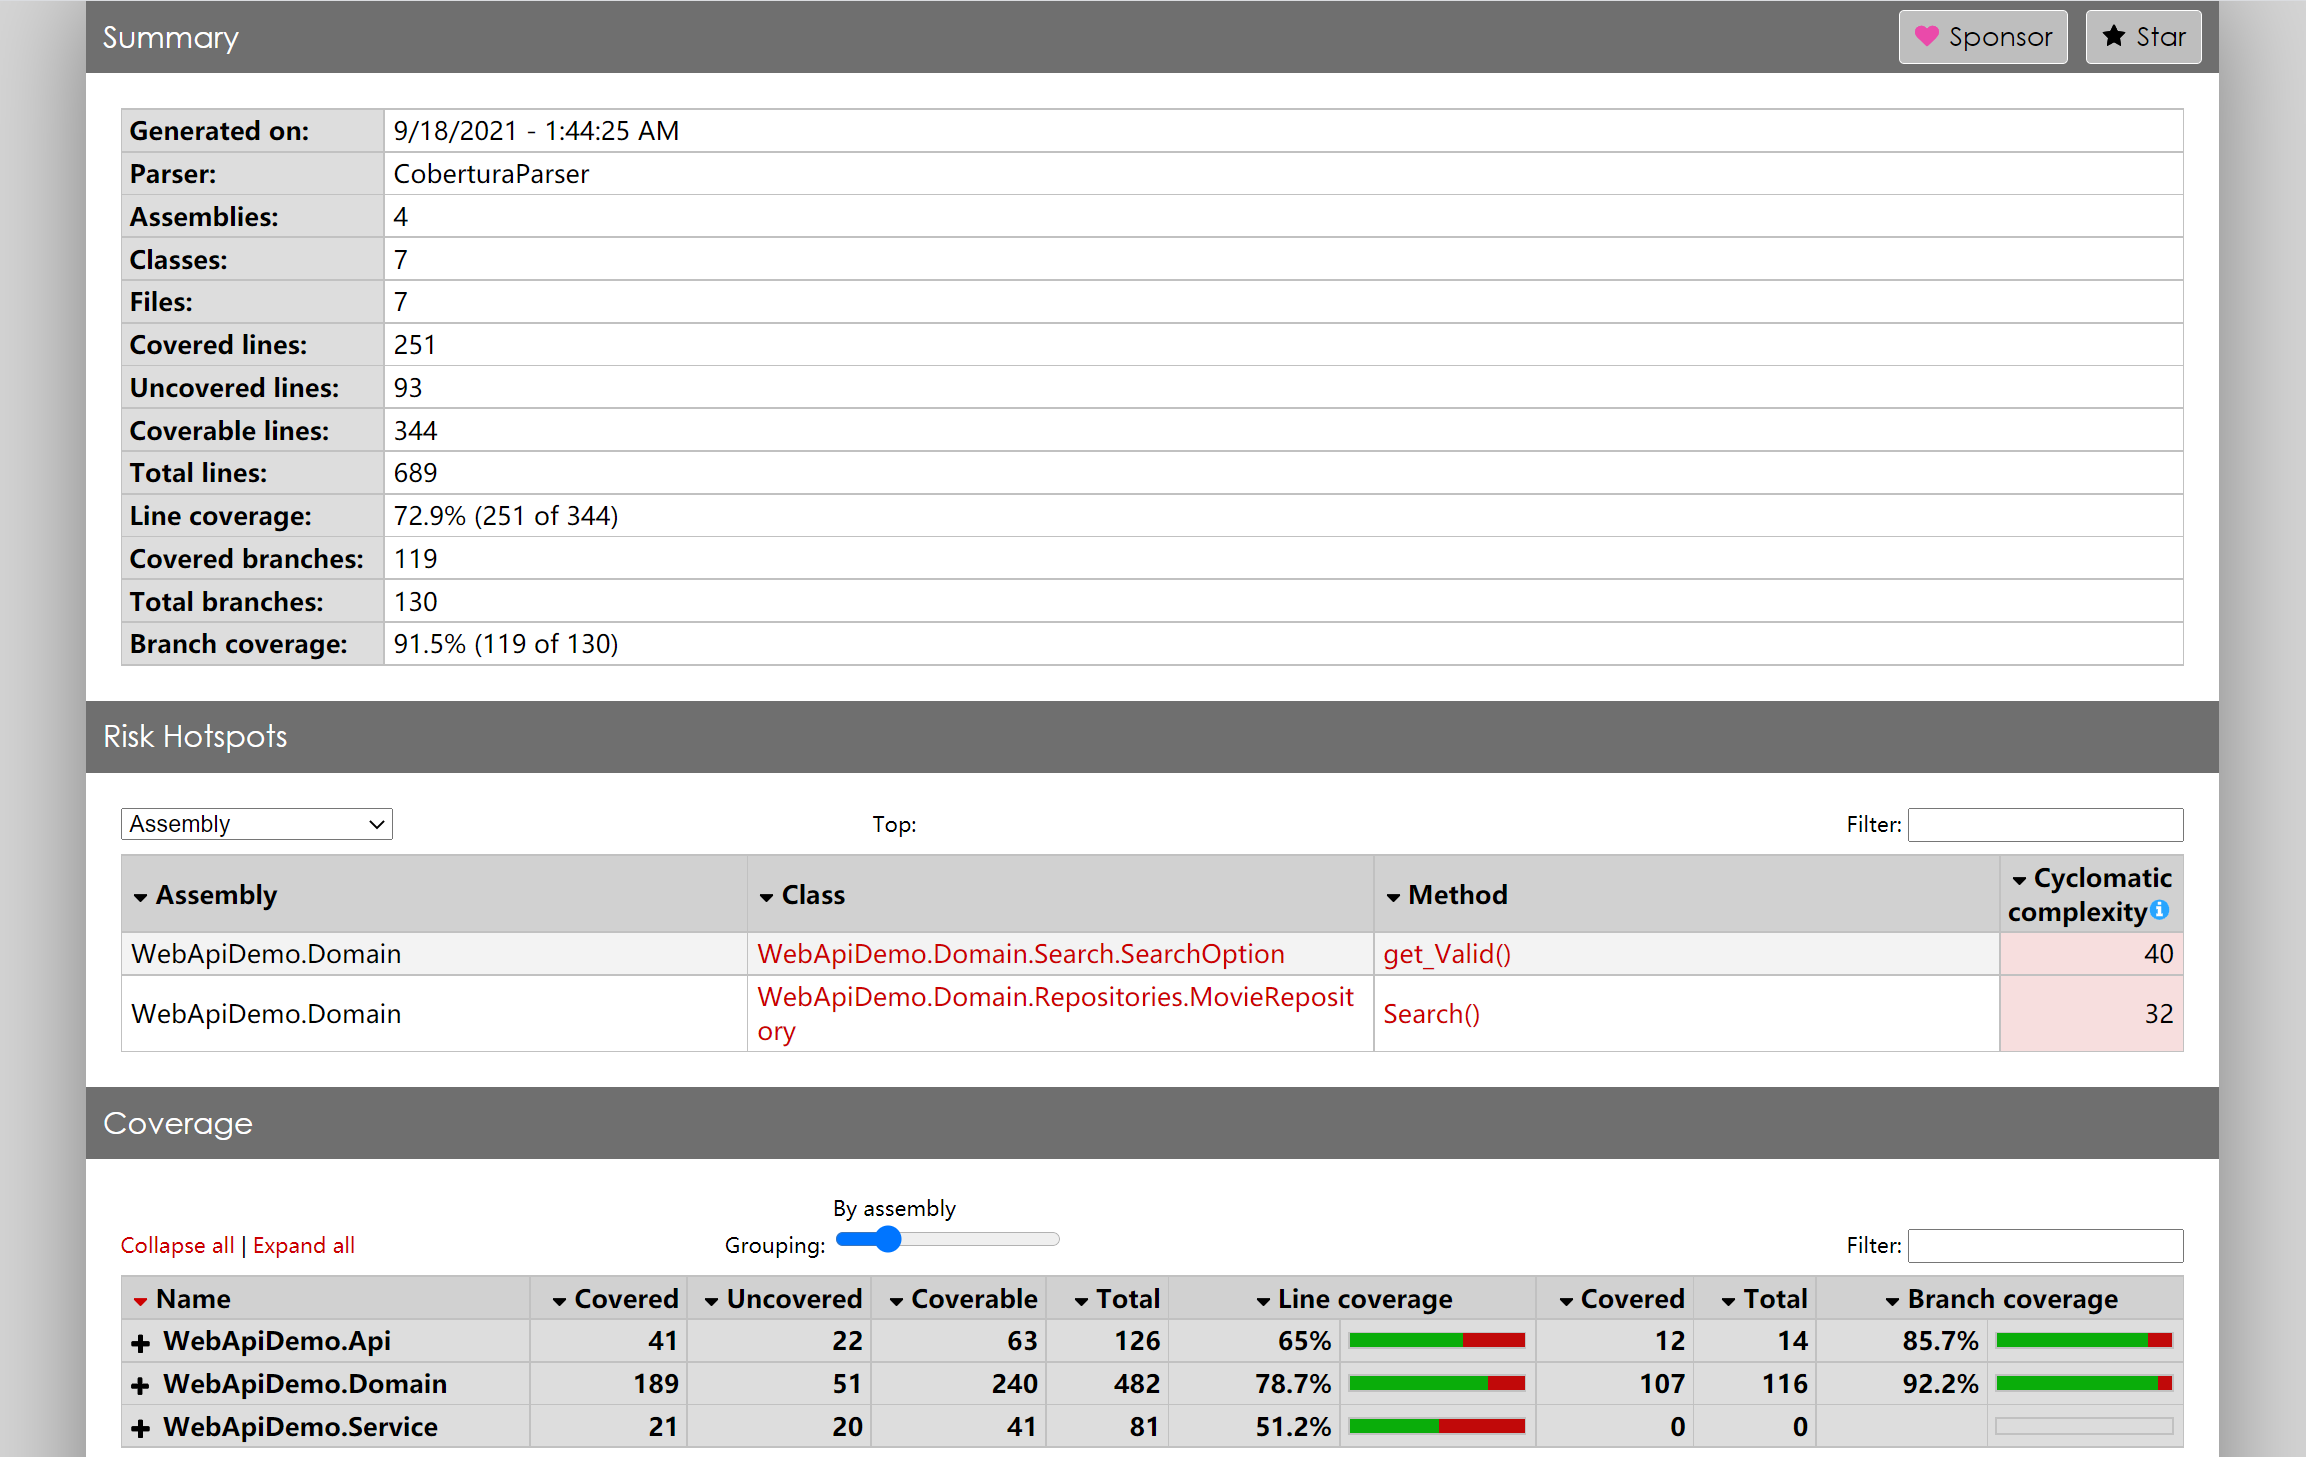 Summary
Sponsor
Star
Generated on: 9/18/2021 - 1:44:25 AM
Parser: CoberturaParser
Assemblies: 4
Classes: 7
Files: 7
Covered lines: 251
Uncovered lines: 93
Coverable lines: 344
Total lines: 689
Line coverage: 72.9% (251 of 344)
Covered branches: 119
Total branches: 130
Branch coverage: 91.5% (119 of 130)
Risk Hotspots
Assembly
Top:
Filter:
Assembly Class Method Cyclomatic
complexity
WebApiDemo.Domain WebApiDemo.Domain.Search.SearchOption get_Valid() 40
WebApiDemo.Domain WebApiDemo.Domain.Repositories.MovieReposit
ory Search() 32
Coverage
By assembly
Collapse all | Expand all
Grouping:
Filter:
Name Covered Uncovered Coverable Total Line coverage Covered Total Branch coverage
WebApiDemo.Api 41 22 63 126 65% 12 14 85.7%
WebApiDemo.Domain 189 51 240 482 78.7% 107 116 92.2%
WebApiDemo.Service 21 20 41 81 51.2% 0 0